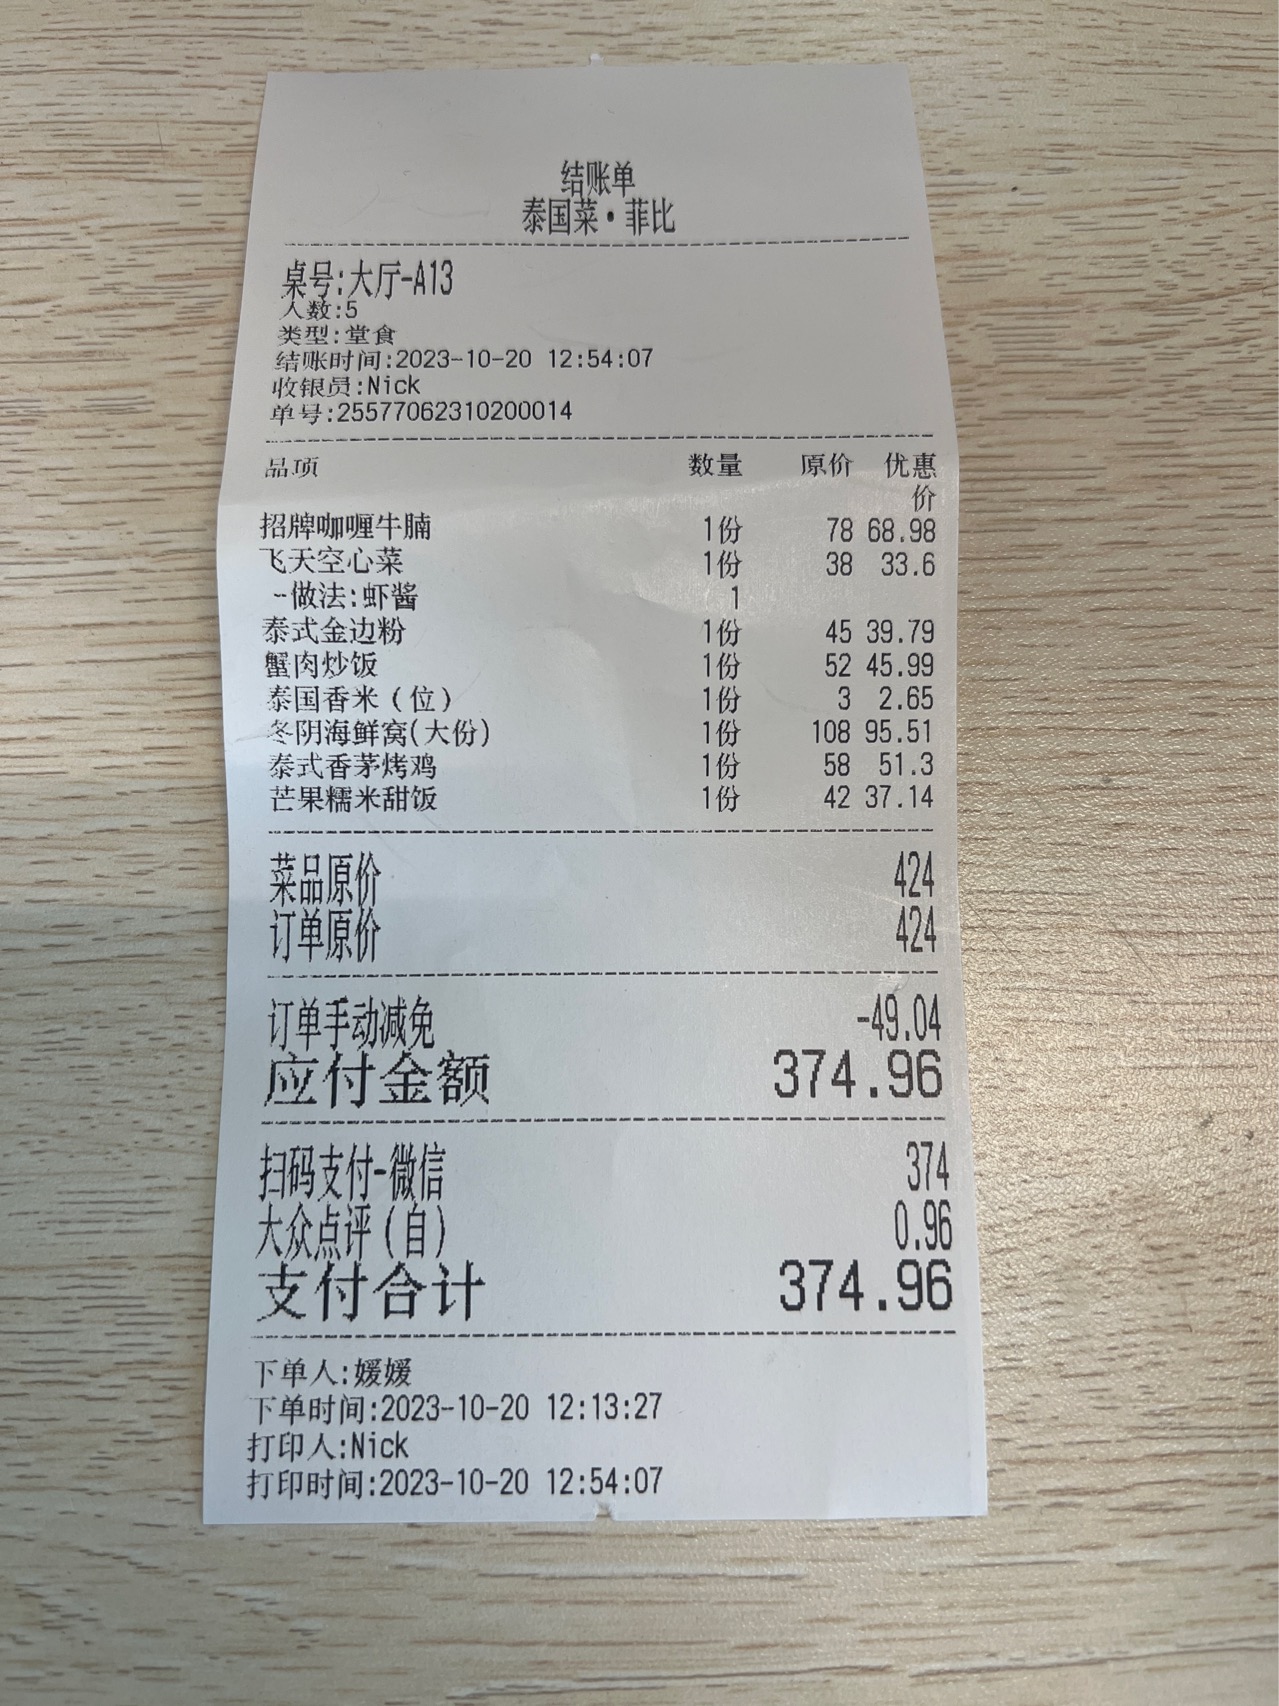 结账单
泰国菜•菲比
桌号:大厅-A13
人数:5
类型:堂食
结账时间:2023-10-20 12:54:07
收银员:Nick
单号:25577062310200014
品项 数量 原价 优惠价
招牌咖喱牛腩 1份 78 68.98
飞天空心菜 1份 38 33.6
-做法:虾酱 1
泰式金边粉 1份 45 39.79
蟹肉炒饭 1份 52 45.99
泰国香米(位) 1份 3 2.65
冬阴海鲜窝(大份) 1份 108 95.51
泰式香茅烤鸡 1份 58 51.3
芒果糯米甜饭 1份 42 37.14
菜品原价 424
订单原价 424
订单手动减免 -49.04
应付金额 374.96
扫码支付-微信 374
大众点评(自) 0.96
支付合计 374.96
下单人:媛媛
下单时间:2023-10-20 12:13:27
打印人:Nick
打印时间:2023-10-20 12:54:07